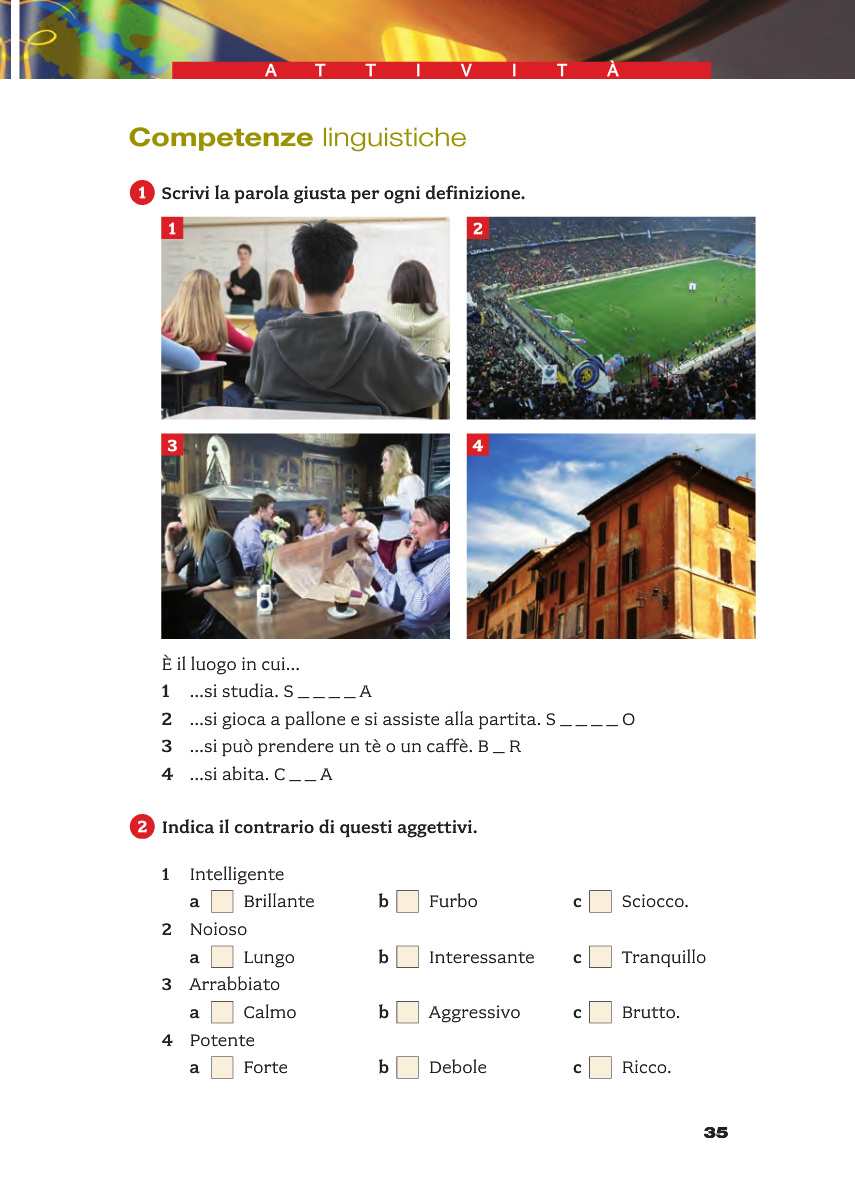 ATTIVITÀ
Competenze linguistiche
1 Scrivi la parola giusta per ogni definizione.
1
2
3
4
È il luogo in cui...
1 ...si studia. S _ _ _ _ A
2 ...si gioca a pallone e si assiste alla partita. S _ _ _ _ O
3 ...si può prendere un tè o un caffè. B _ R
4 ...si abita. C _ _ A
2 Indica il contrario di questi aggettivi.
1 Intelligente
a Brillante b Furbo c Sciocco.
2 Noioso
a Lungo b Interessante c Tranquillo
3 Arrabbiato
a Calmo b Aggressivo c Brutto.
4 Potente
a Forte b Debole c Ricco.
35